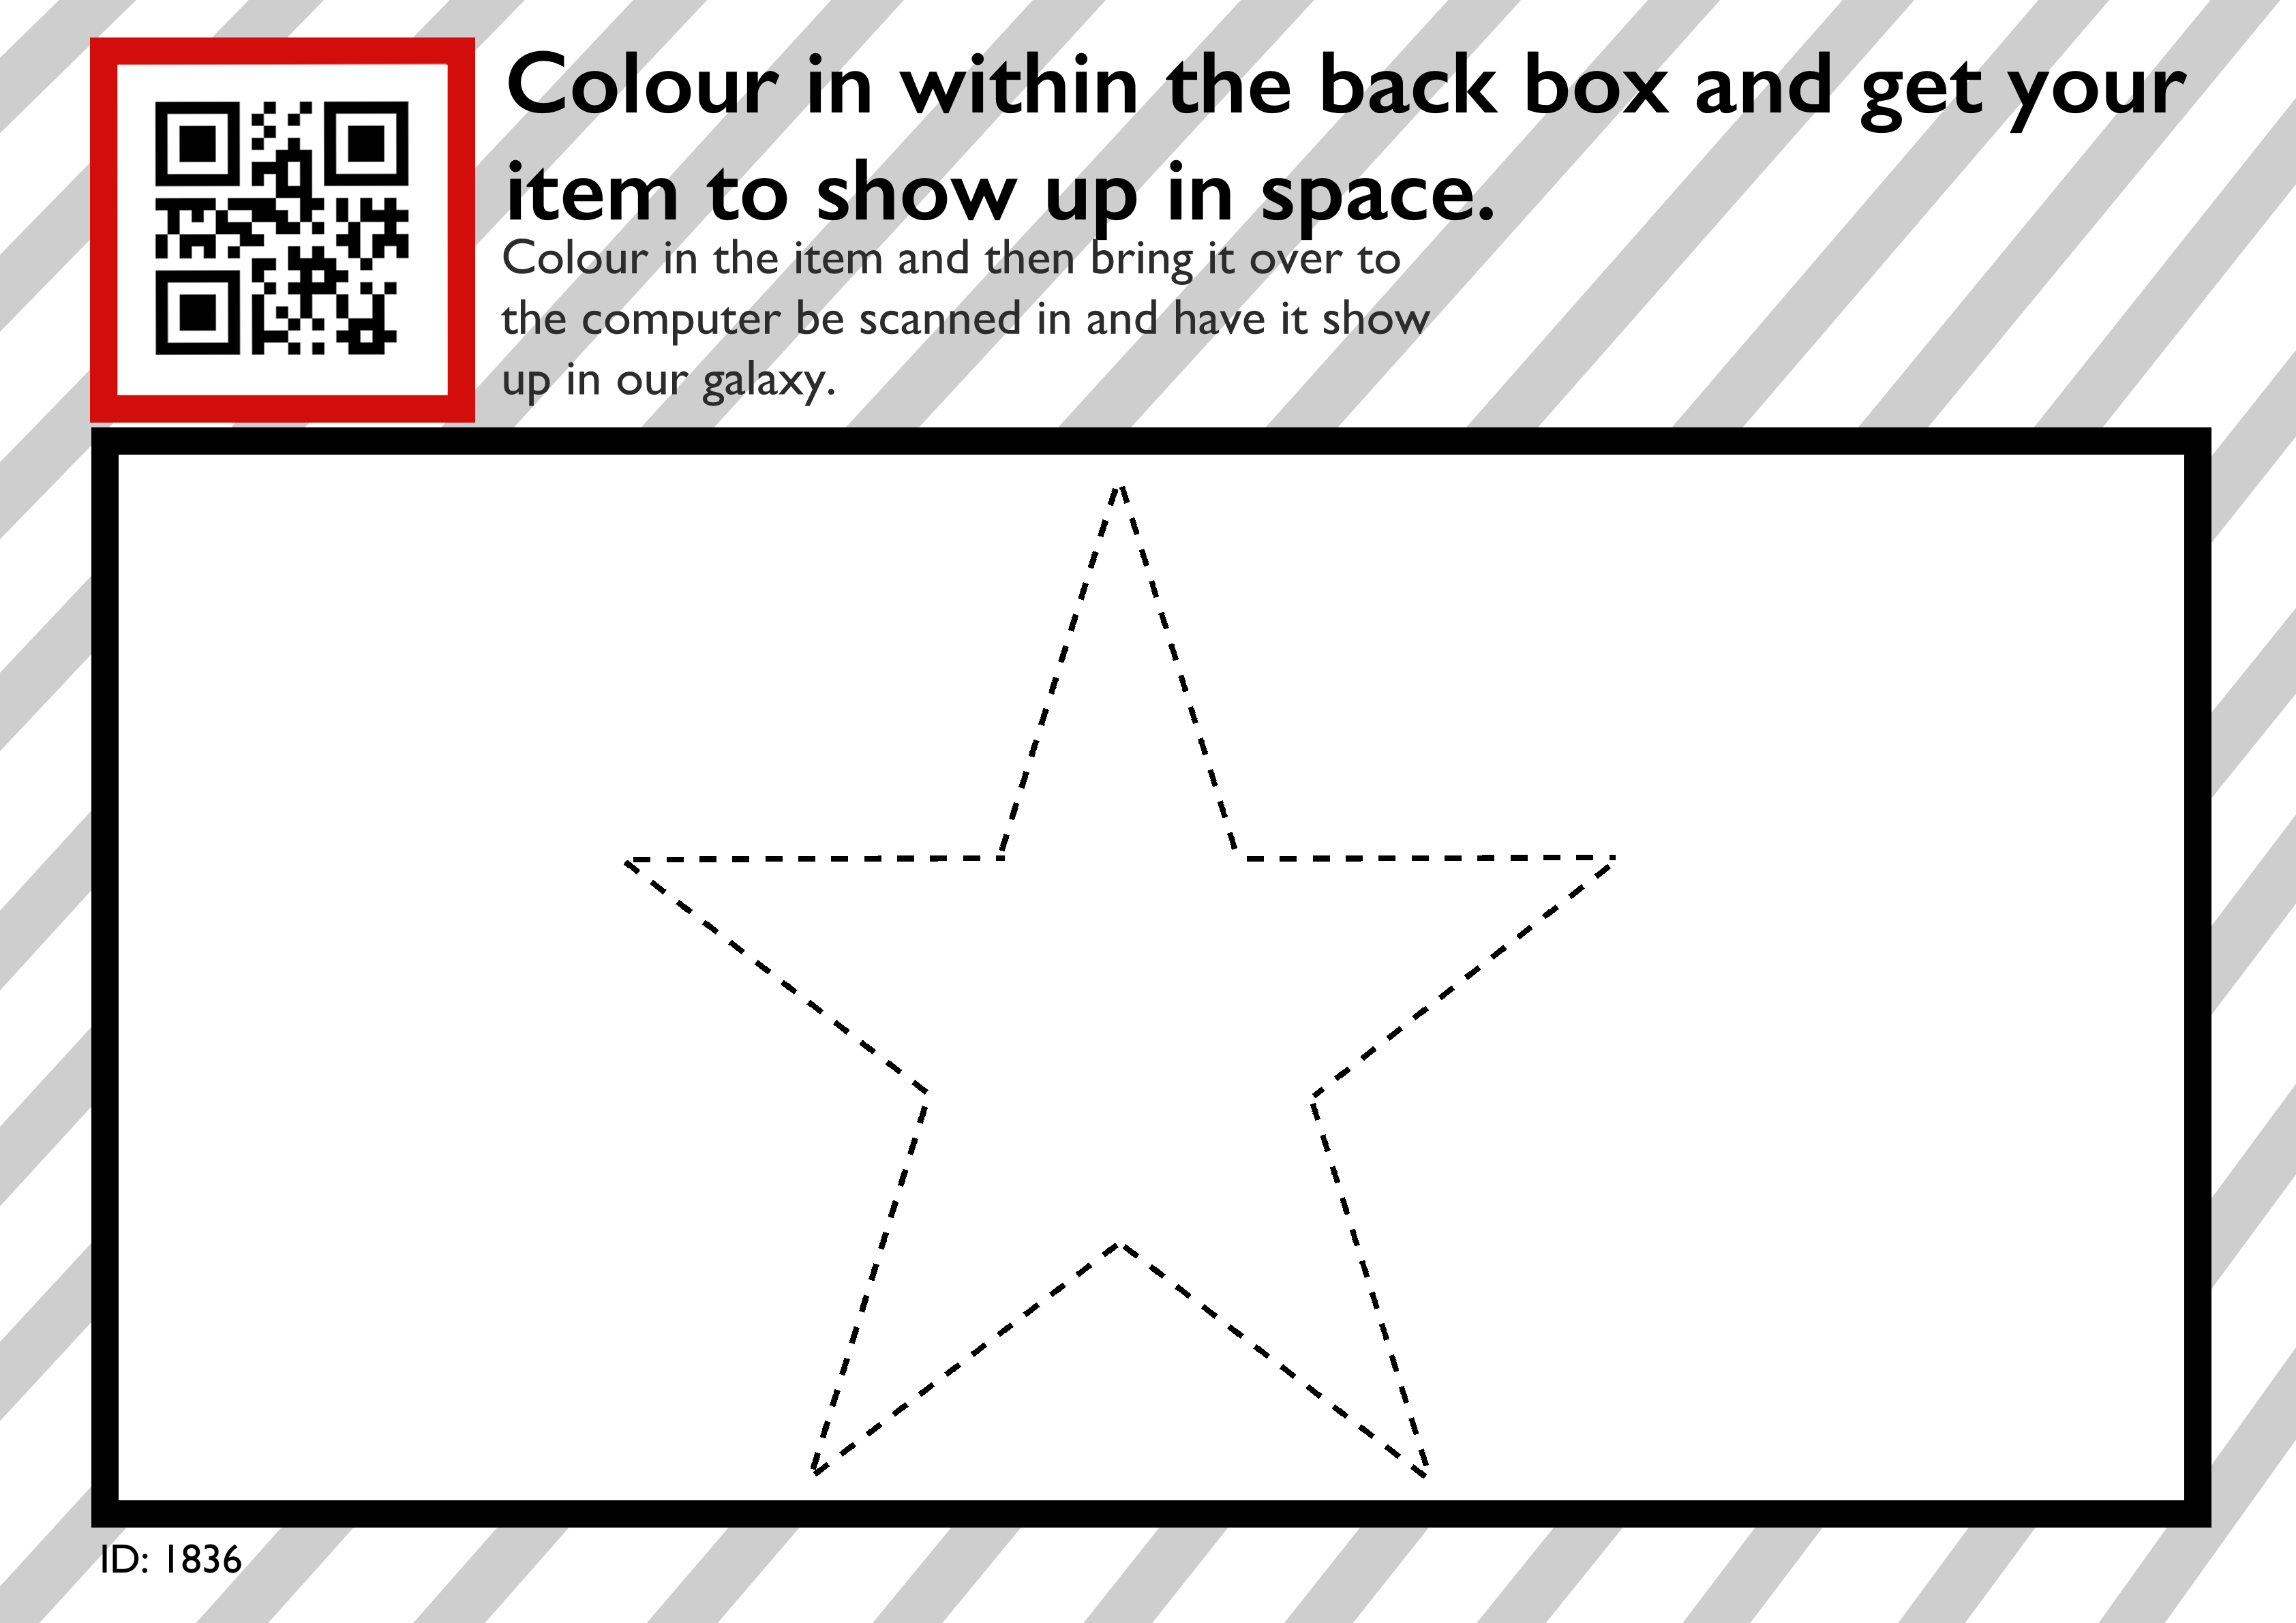 Colour in within the back box and get your
item to show up in space.
Colour in the item and then bring it over to
the computer be scanned in and have it show
up in our galaxy.
ID: 1836